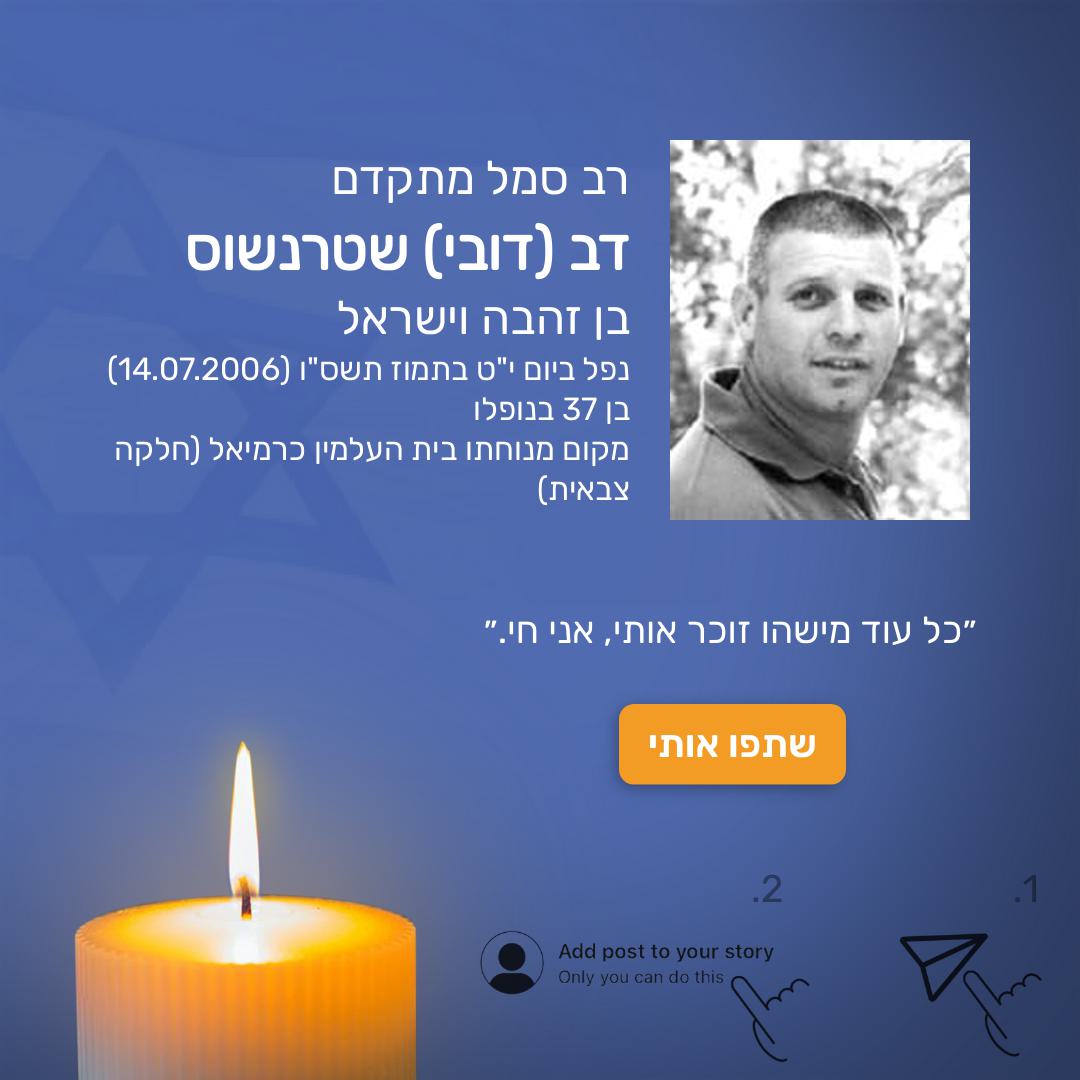 רב סמל מתקדם
דב (דובי) שטרנשוס
בן זהבה וישראל
נפל ביום י"ט בתמוז תשס"ו (14.07.2006)
בן 37 בנופלו
מקום מנוחתו בית העלמין כרמיאל (חלקה
צבאית)
״כל עוד מישהו זוכר אותי, אני חי.״
שתפו אותי
1.
2.
Add post to your story
Only you can do this